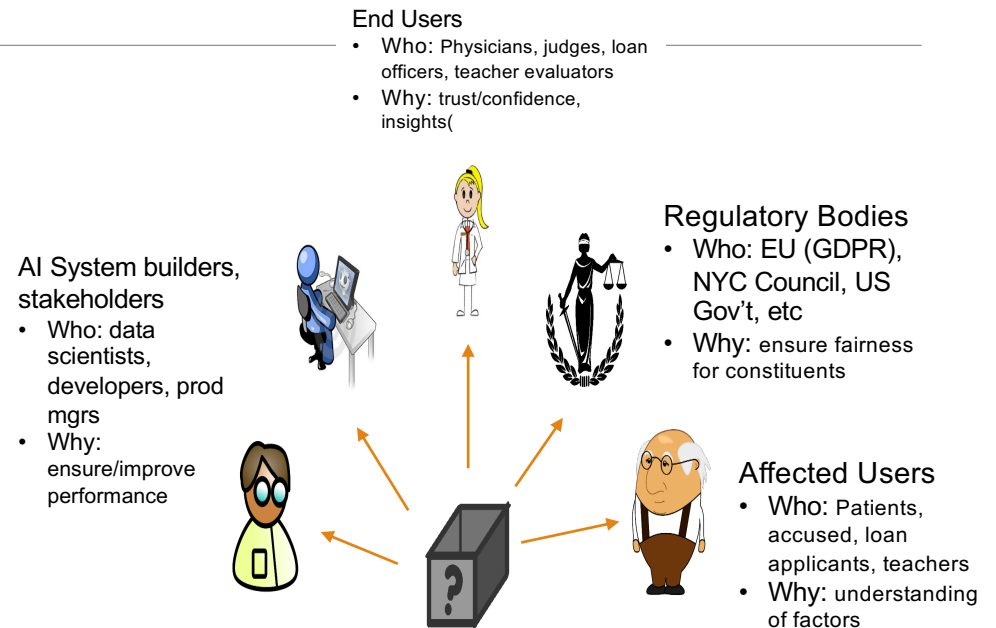 End Users
• Who: Physicians, judges, loan
officers, teacher evaluators
• Why: trust/confidence,
insights(
AI System builders,
stakeholders
• Who: data
scientists,
developers, prod
mgrs
• Why:
ensure/improve
performance
Regulatory Bodies
• Who: EU (GDPR),
NYC Council, US
Gov't, etc
• Why: ensure fairness
for constituents
Affected Users
• Who: Patients,
accused, loan
applicants, teachers
• Why: understanding
of factors
?